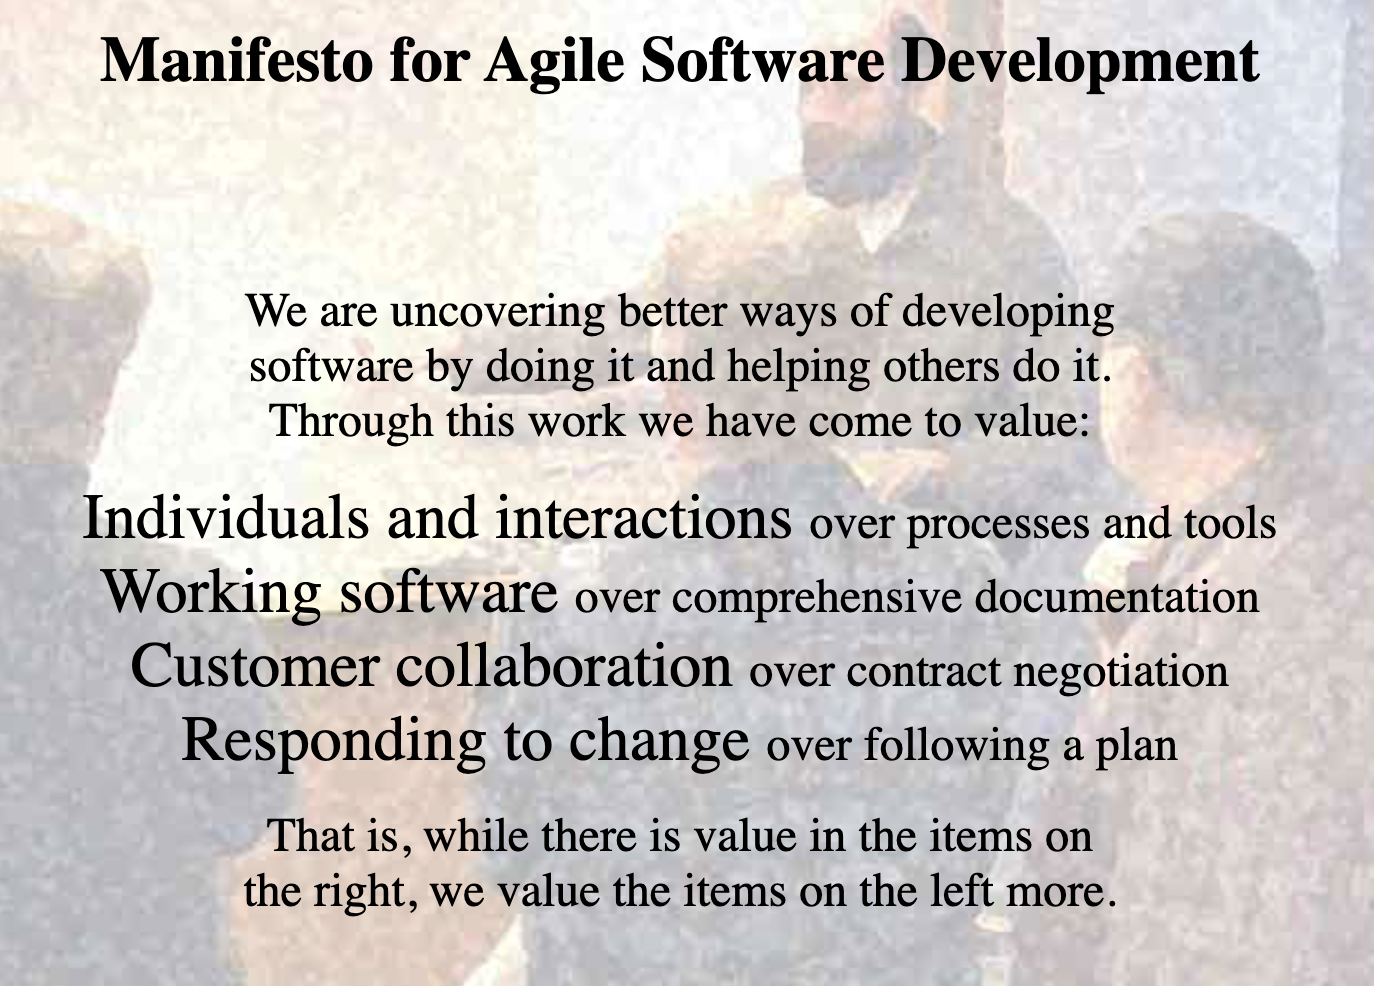 Manifesto for Agile Software Development
We are uncovering better ways of developing
software by doing it and helping others do it.
Through this work we have come to value:
Individuals and interactions over processes and tools
Working software over comprehensive documentation
Customer collaboration over contract negotiation
Responding to change over following a plan
That is, while there is value in the items on
the right, we value the items on the left more.